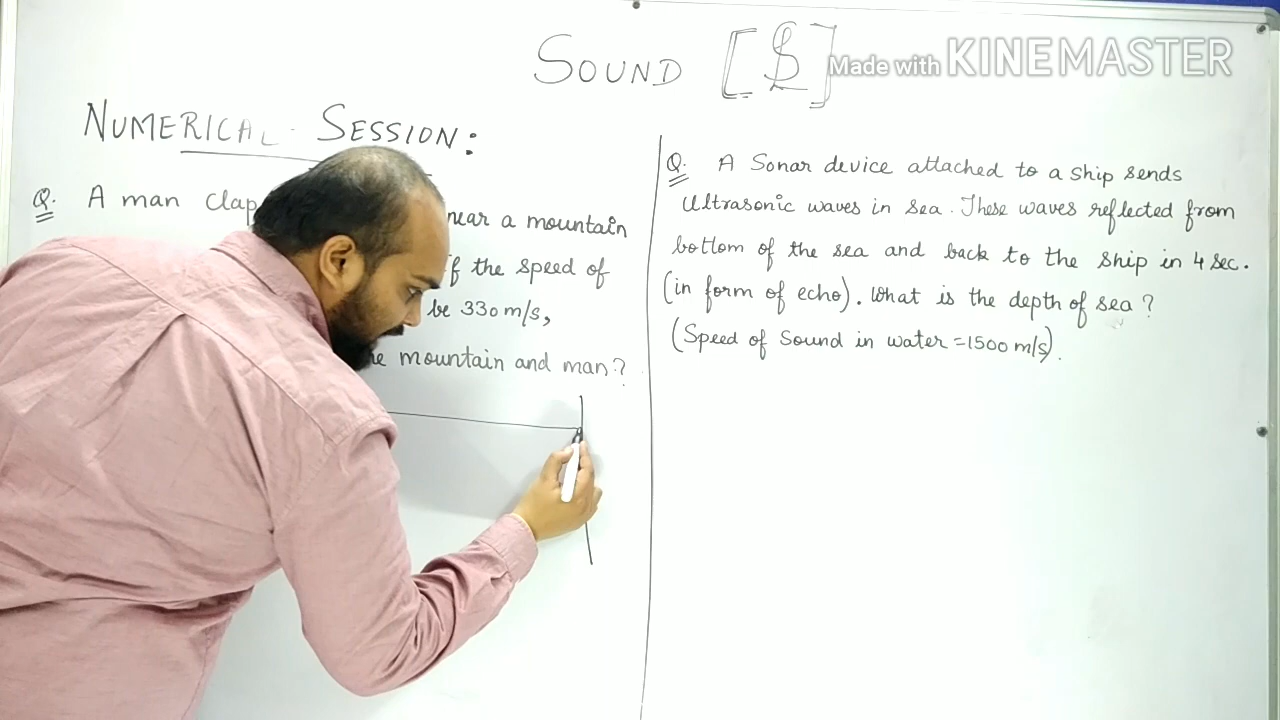 SOUND [
Made with KINEMASTER
NUMERICAL SESSION:
Q. A man clap near a mountain
the speed of
be 330 m/s,
mountain and man?
Q. A Sonar device attached to a ship sends
Ultrasonic waves in sea. These waves reflected from
bottom of the sea and back to the ship in 4 sec.
(in form of echo). What is the depth of sea?
(Speed of Sound in water = 1500 m/s).